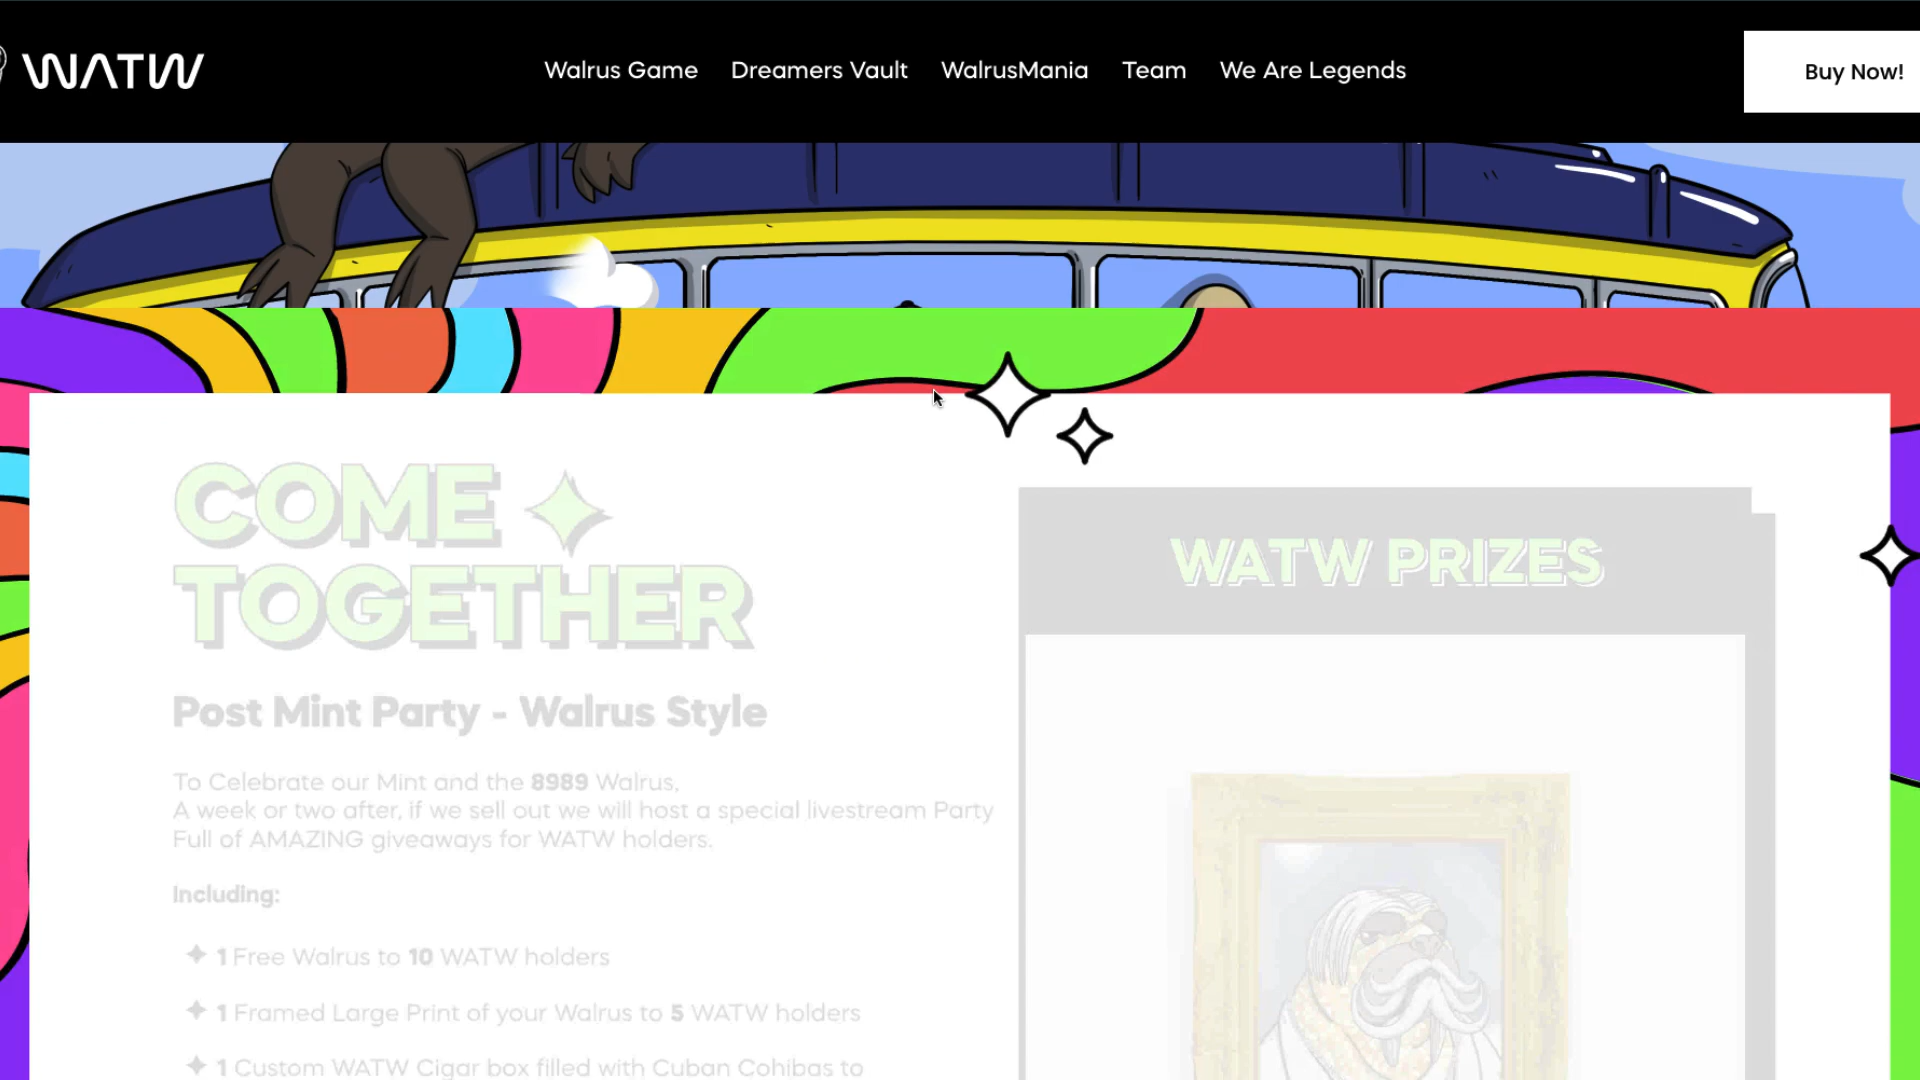 WATW
Walrus Game
Dreamers Vault
WalrusMania
Team
We Are Legends
Buy Now!
COME
TOGETHER
Post Mint Party - Walrus Style
To Celebrate our Mint and the 8989 Walrus,
A week or two after, if we sell out we will host a special livestream Party
Full of AMAZING giveaways for WATW holders.
Including:
1 Free Walrus to 10 WATW holders
1 Framed Large Print of your Walrus to 5 WATW holders
1 Custom WATW Cigar box filled with Cuban Cohibas to
WATW PRIZES